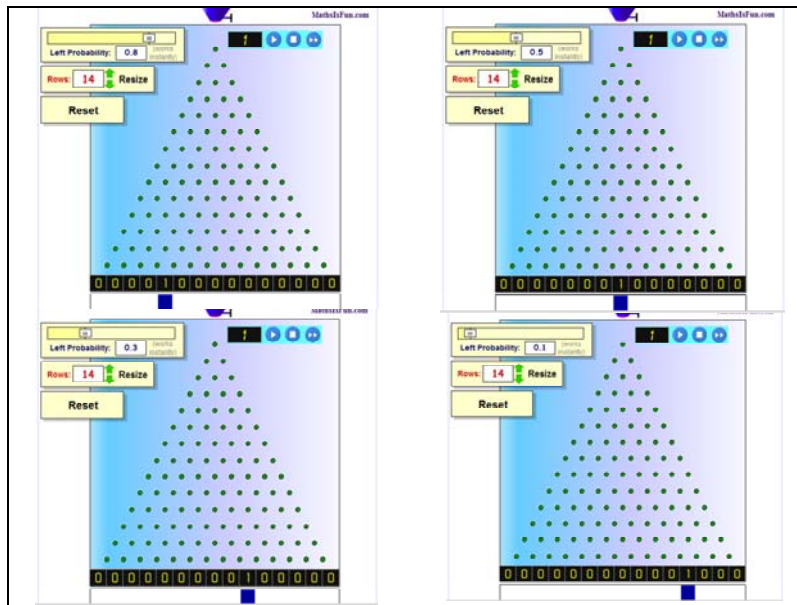 MathsIsFun.com
1
Left Probability: 0.8 (works instantly)
Rows: 14 Resize
Reset
0 0 0 0 1 0 0 0 0 0 0 0 0 0 0
MathsIsFun.com
1
Left Probability: 0.5 (works instantly)
Rows: 14 Resize
Reset
0 0 0 0 0 0 0 1 0 0 0 0 0 0 0
MathsIsFun.com
1
Left Probability: 0.3 (works instantly)
Rows: 14 Resize
Reset
0 0 0 0 0 0 0 0 0 1 0 0 0 0 0
1
Left Probability: 0.1 (works instantly)
Rows: 14 Resize
Reset
0 0 0 0 0 0 0 0 0 0 0 1 0 0 0